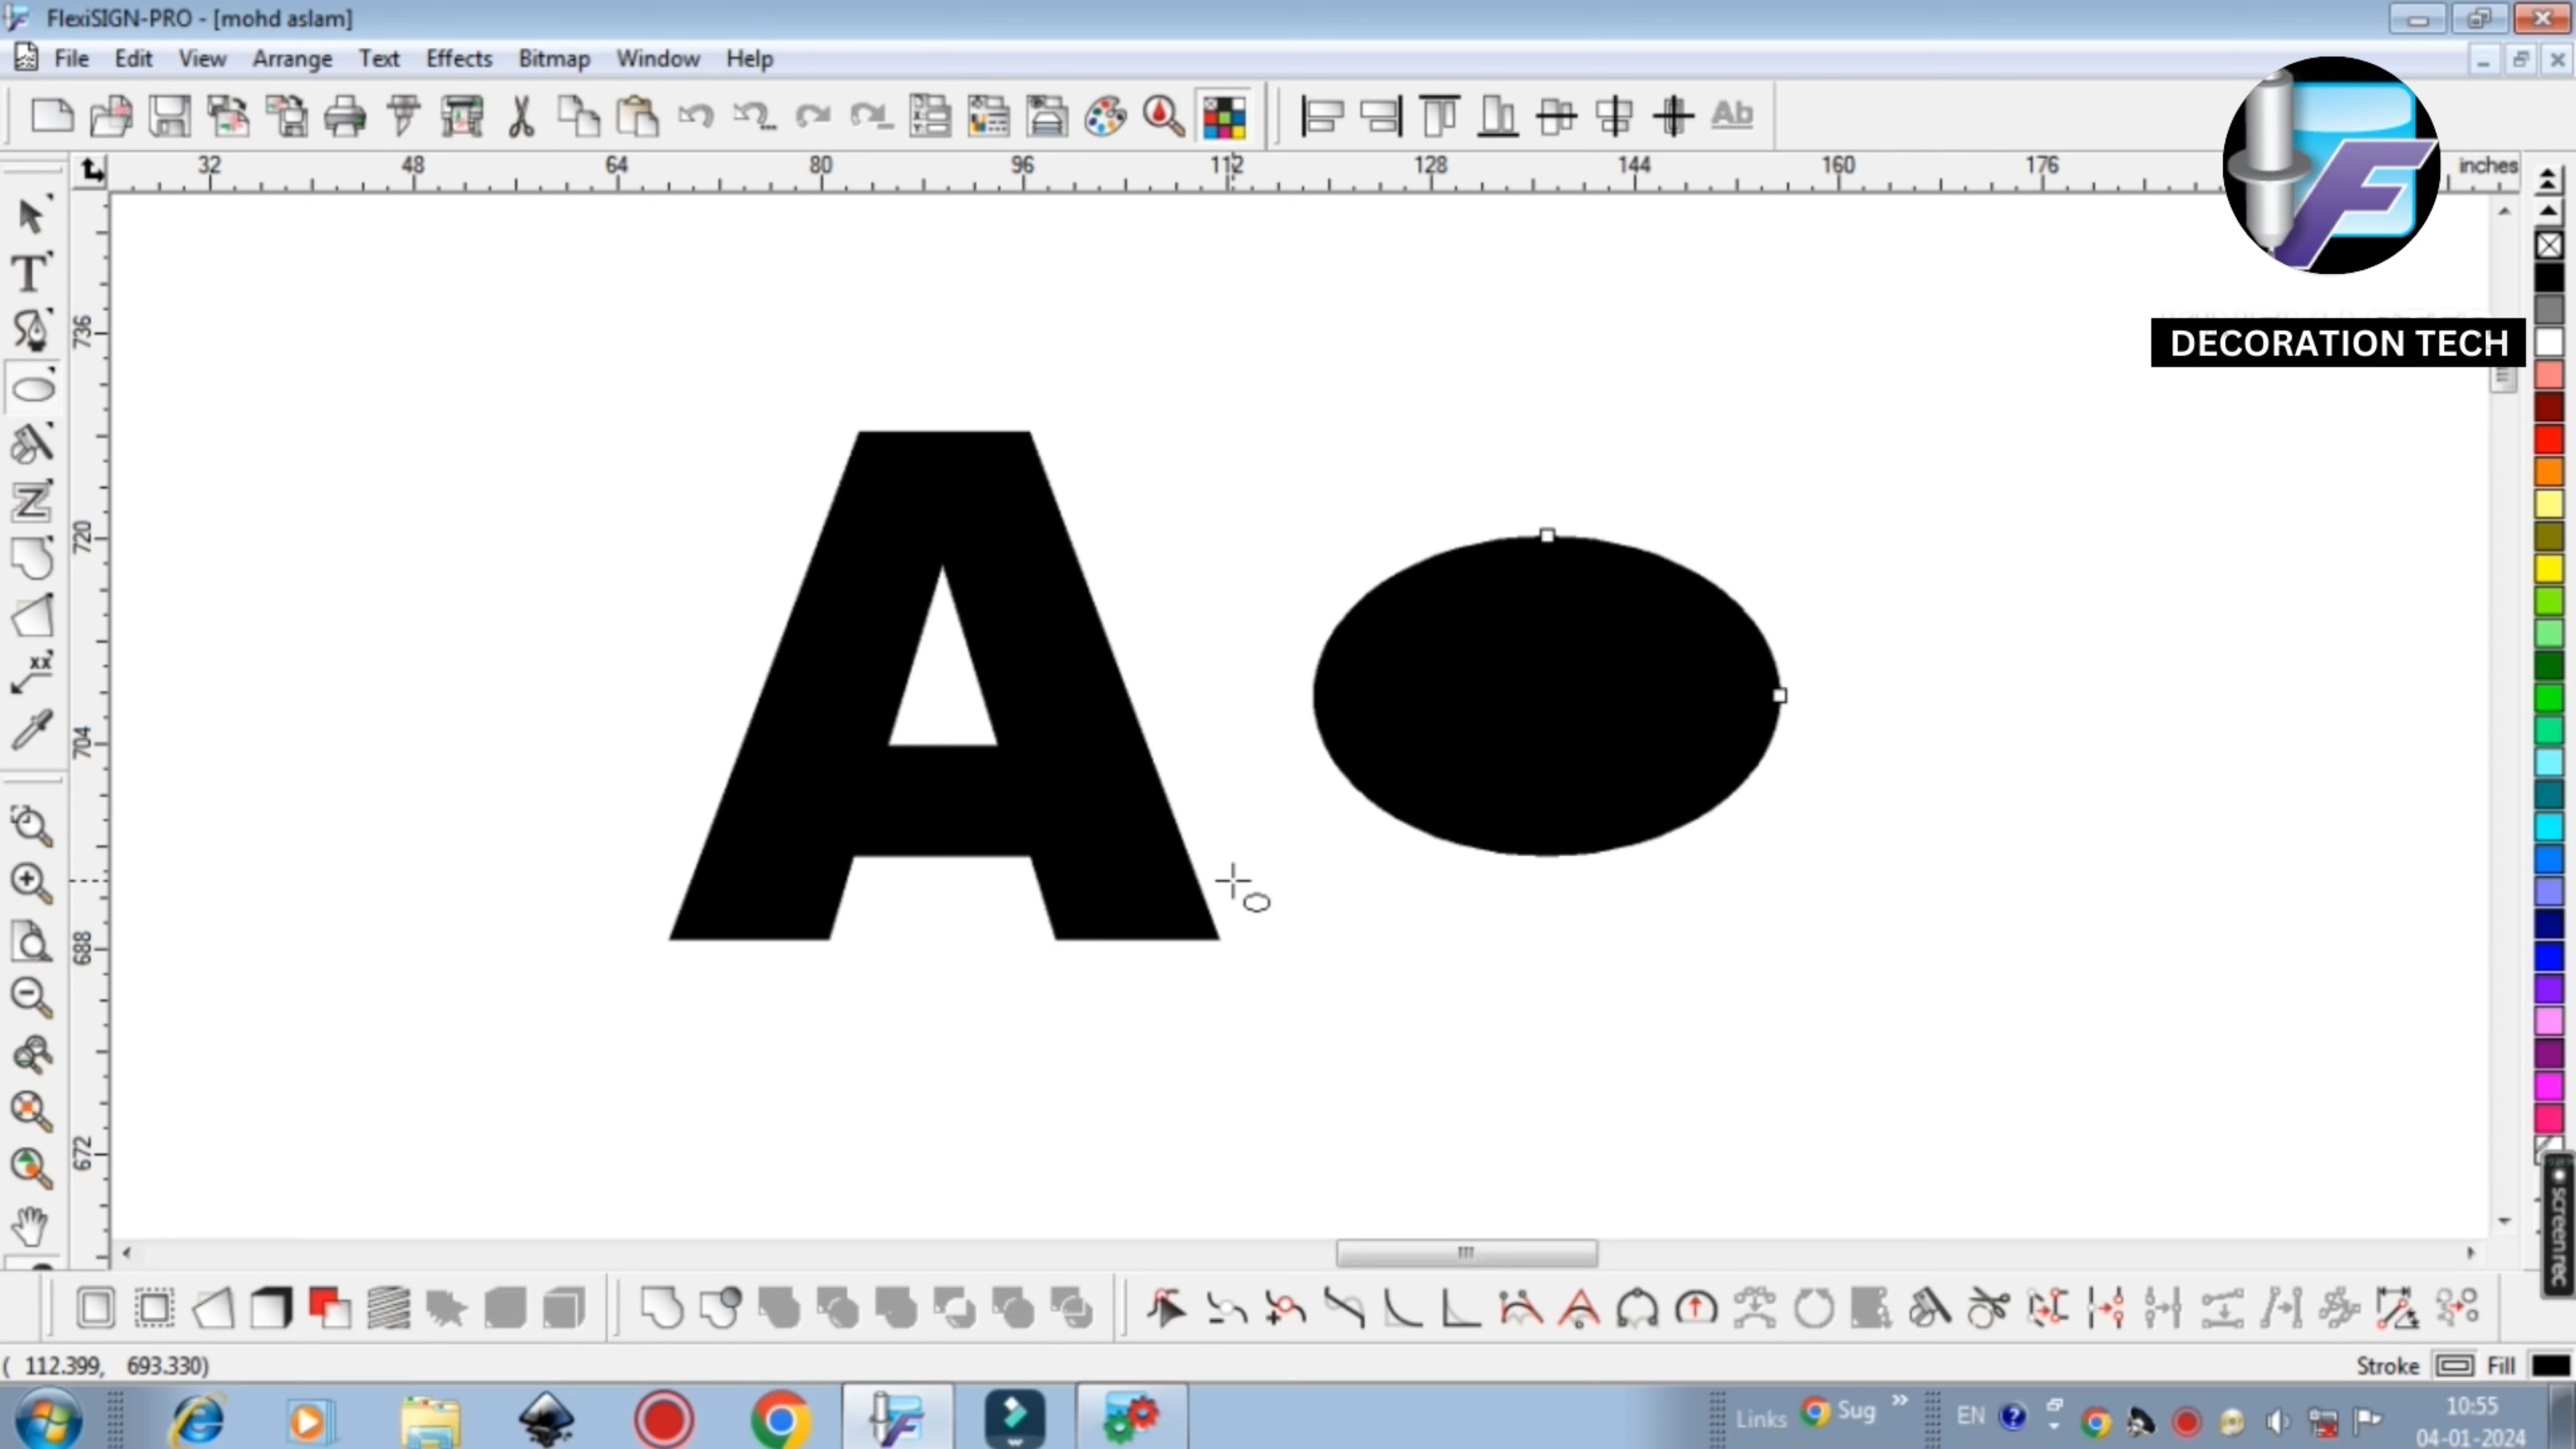 FlexiSIGN-PRO - [mohd aslam]
File Edit View Arrange Text Effects Bitmap Window Help
Ab
32 48 64 80 96 112 128 144 160 176 inches
DECORATION TECH
T
736
720
704
688
672
A
xx
screenrec
( 112.399, 693.330)
Stroke Fill
Links Sug » EN
10:55
04-01-2024